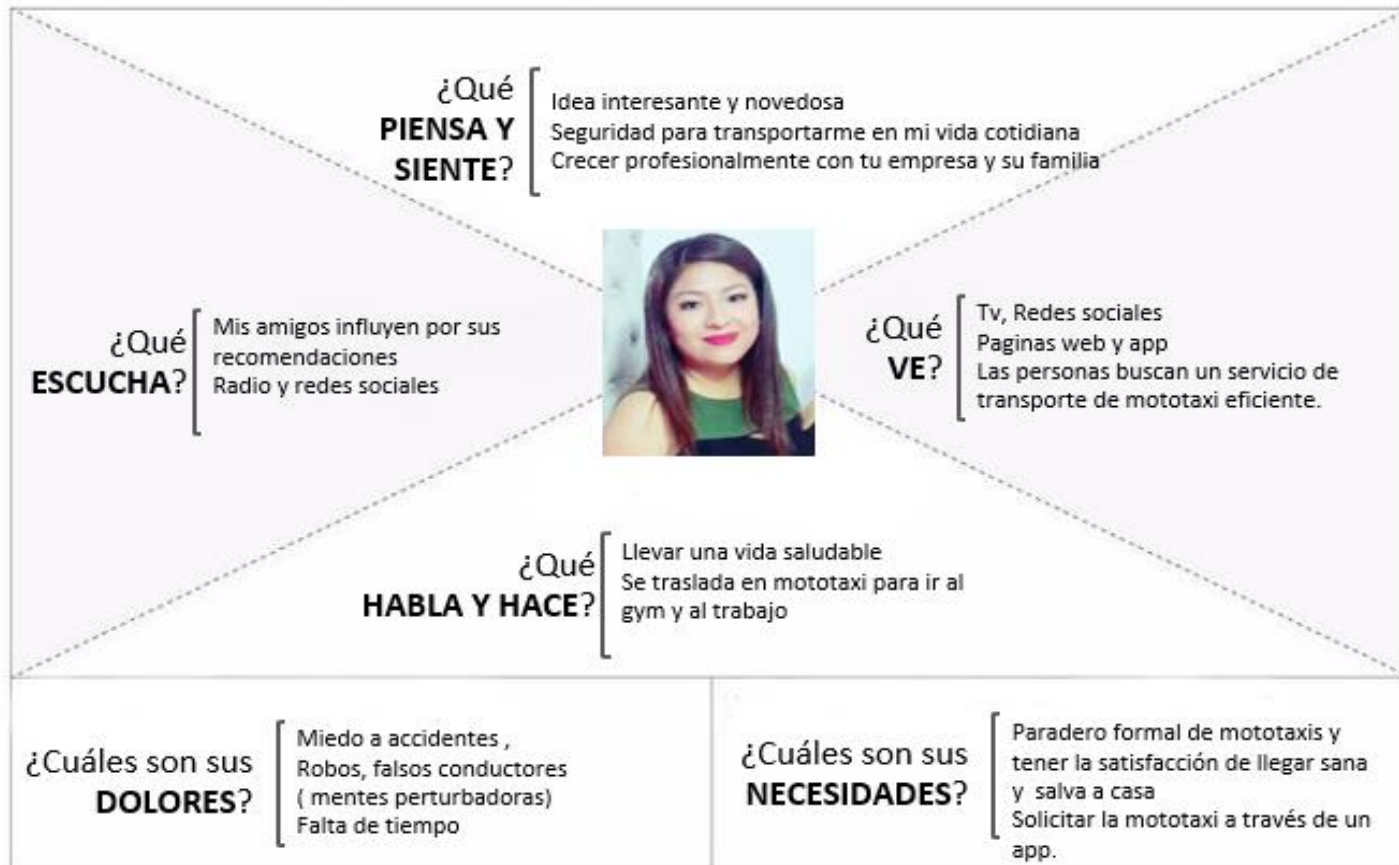 ¿Qué
PIENSA Y
SIENTE?
Idea interesante y novedosa
Seguridad para transportarme en mi vida cotidiana
Crecer profesionalmente con tu empresa y su familia
¿Qué
ESCUCHA?
Mis amigos influyen por sus
recomendaciones
Radio y redes sociales
¿Qué
VE?
Tv, Redes sociales
Paginas web y app
Las personas buscan un servicio de
transporte de mototaxi eficiente.
¿Qué
HABLA Y HACE?
Llevar una vida saludable
Se traslada en mototaxi para ir al
gym y al trabajo
¿Cuáles son sus
DOLORES?
Miedo a accidentes ,
Robos, falsos conductores
( mentes perturbadoras)
Falta de tiempo
¿Cuáles son sus
NECESIDADES?
Paradero formal de mototaxis y
tener la satisfacción de llegar sana
y salva a casa
Solicitar la mototaxi a través de un
app.